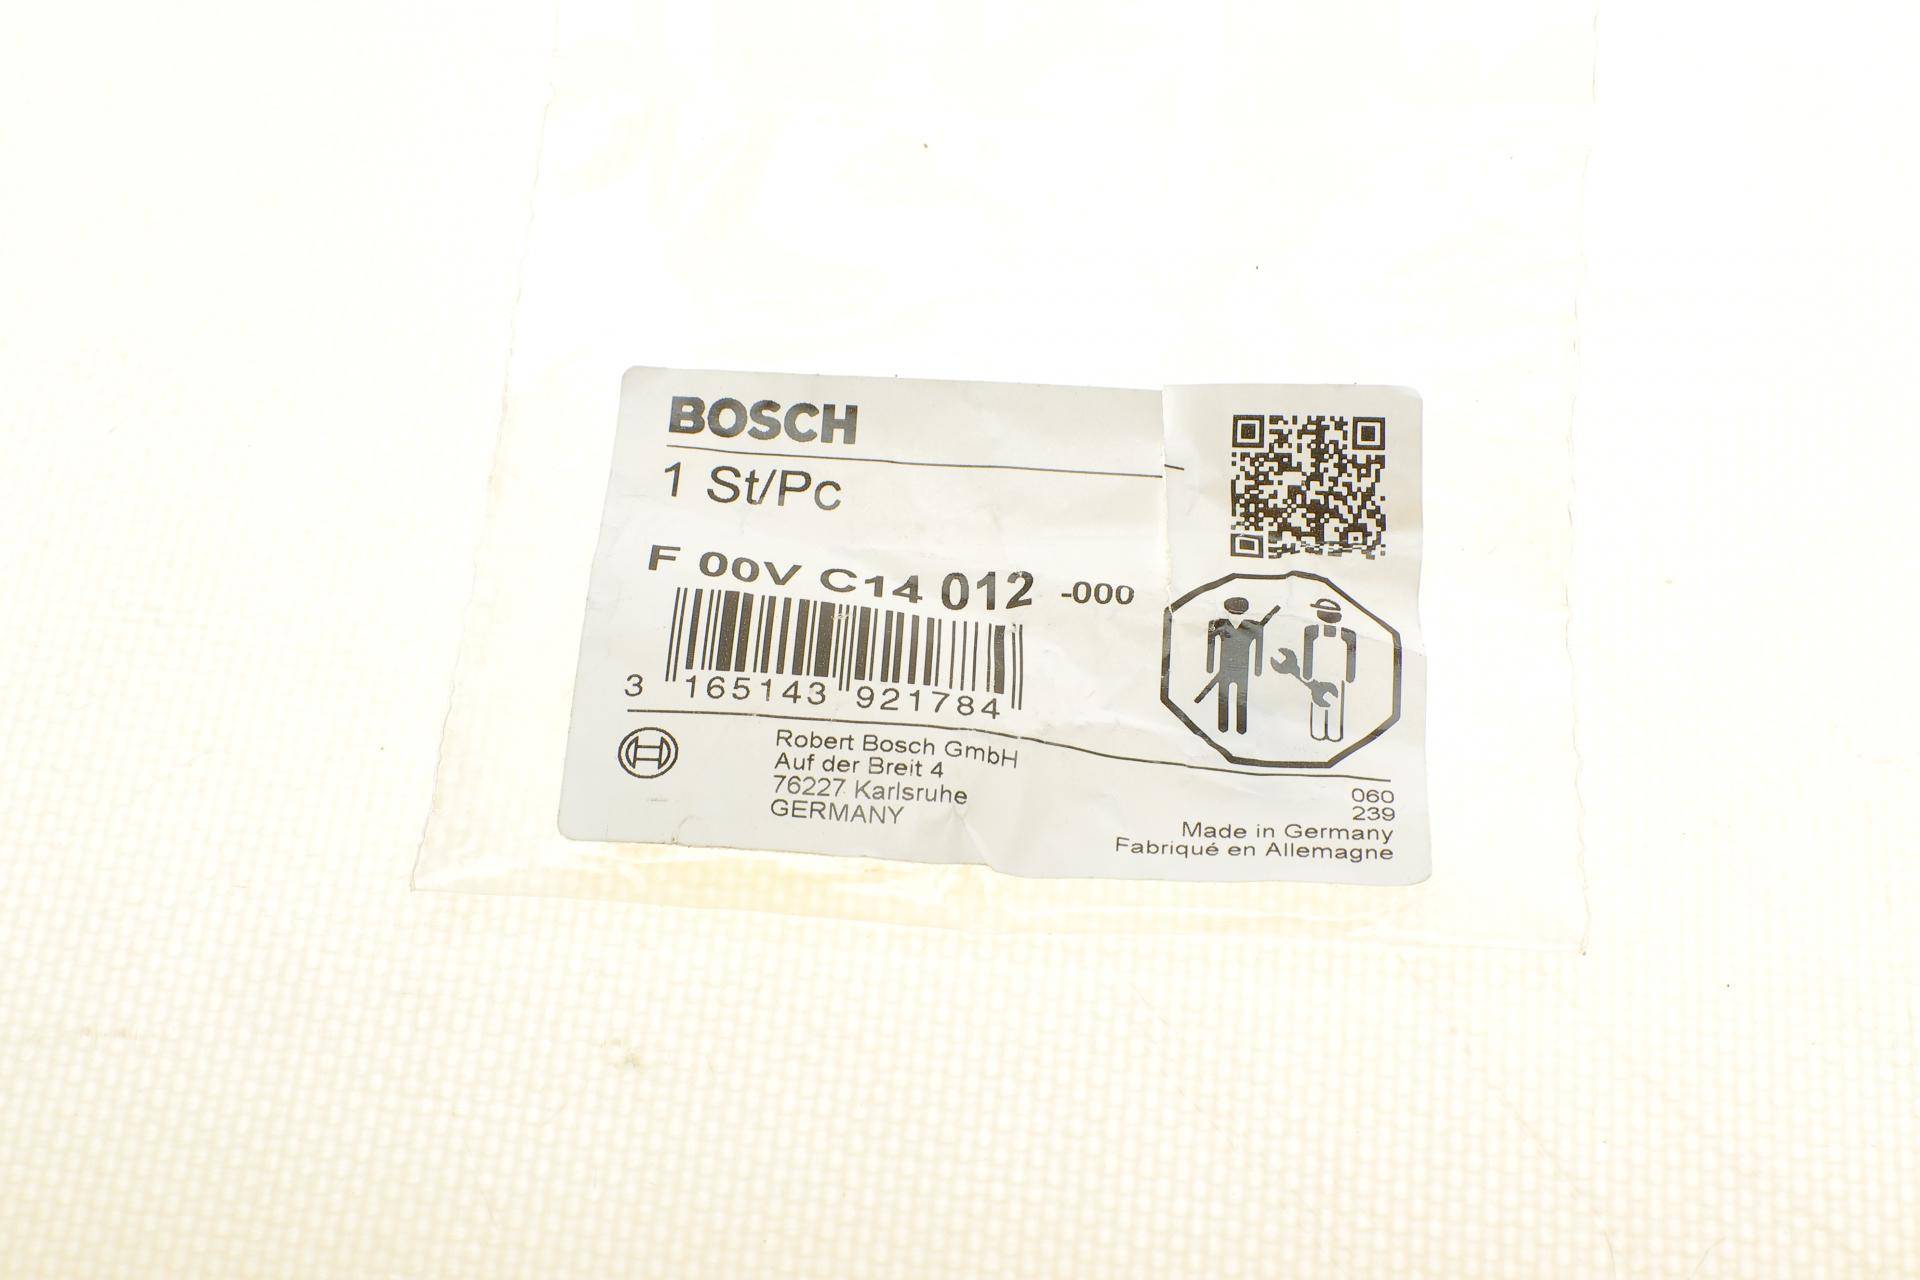 BOSCH
1 St/Pc
F 00V C14 012 -000
3 165143 921784
Robert Bosch GmbH
Auf der Breit 4
76227 Karlsruhe
GERMANY
060
239
Made in Germany
Fabriqué en Allemagne